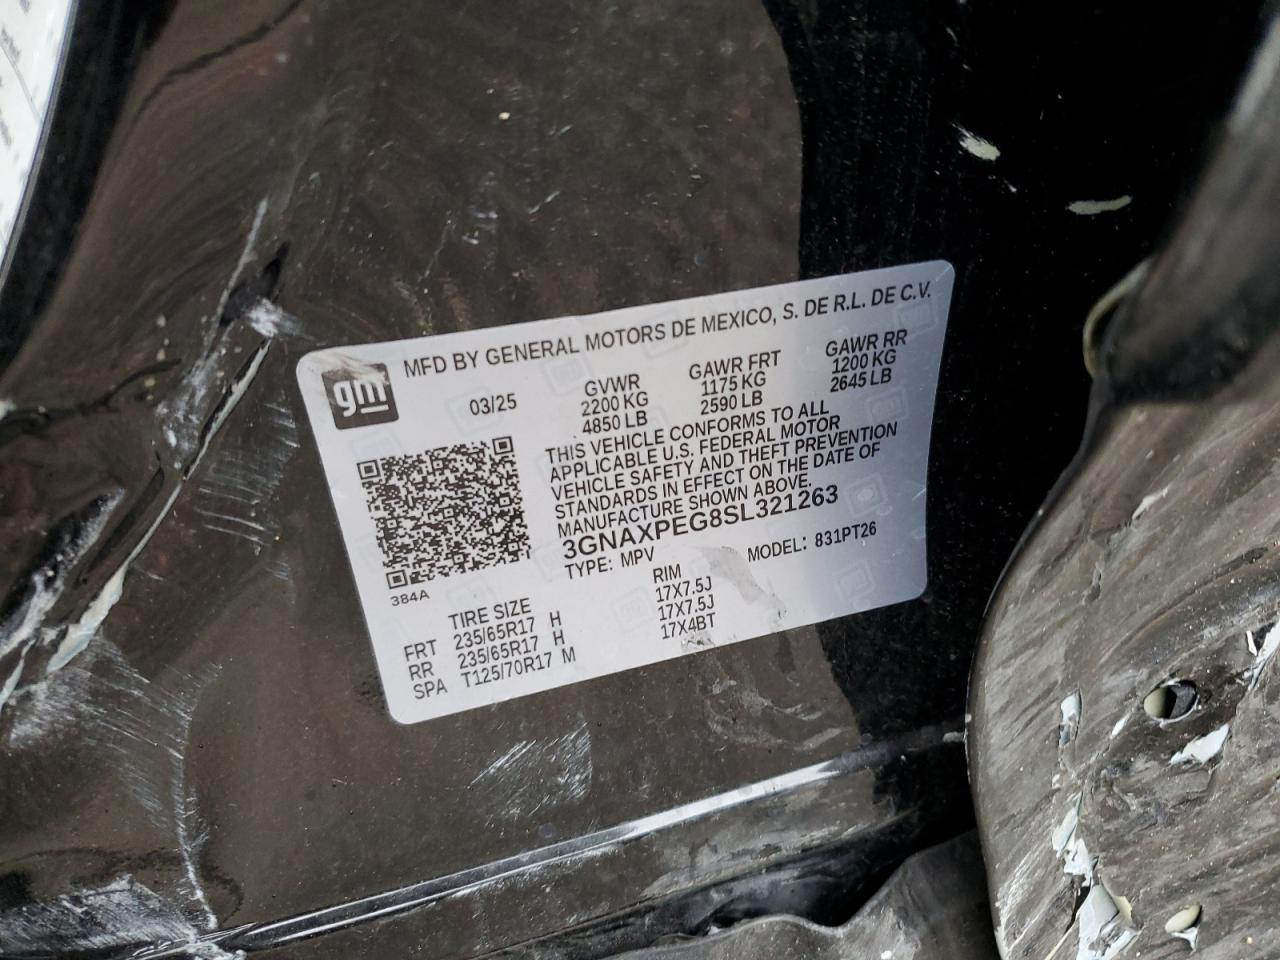 MFD BY GENERAL MOTORS DE MEXICO, S. DE R.L. DE C.V.
gm
03/25
GVWR GAWR FRT GAWR RR
2200 KG 1175 KG 1200 KG
4850 LB 2590 LB 2645 LB
THIS VEHICLE CONFORMS TO ALL
APPLICABLE U.S. FEDERAL MOTOR
VEHICLE SAFETY AND THEFT PREVENTION
STANDARDS IN EFFECT ON THE DATE OF
MANUFACTURE SHOWN ABOVE.
3GNAXPEG8SL321263
TYPE: MPV MODEL: 831PT26
384A
TIRE SIZE RIM
FRT 235/65R17 H 17X7.5J
RR 235/65R17 H 17X7.5J
SPA T125/70R17 M 17X4BT